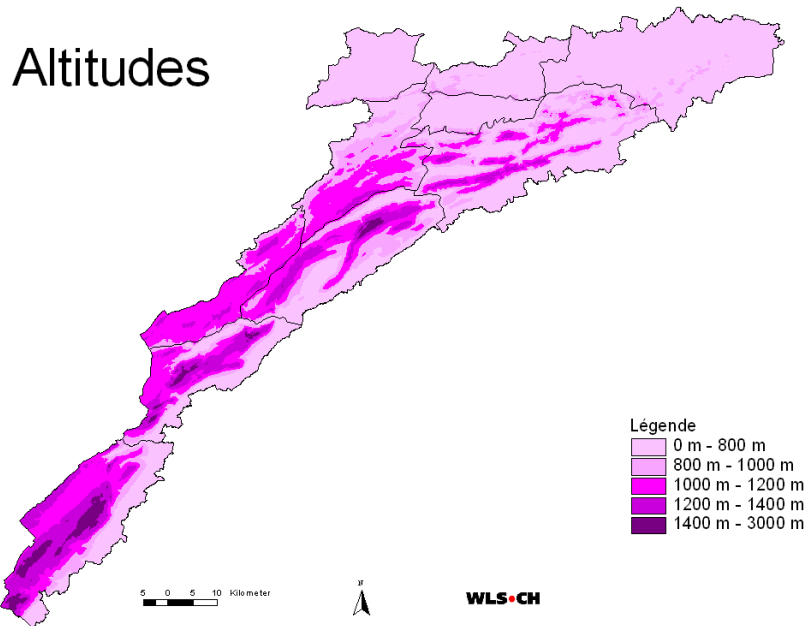 Altitudes
Légende
0 m - 800 m
800 m - 1000 m
1000 m - 1200 m
1200 m - 1400 m
1400 m - 3000 m
5 0 5 10 Kilometer
N
WLS•CH